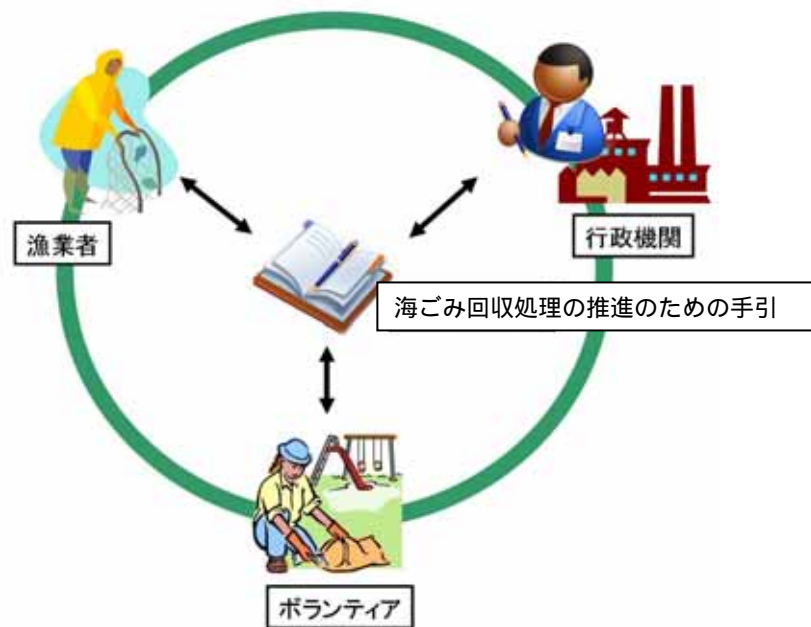 漁業者
行政機関
海ごみ回収処理の推進のための手引
ボランティア